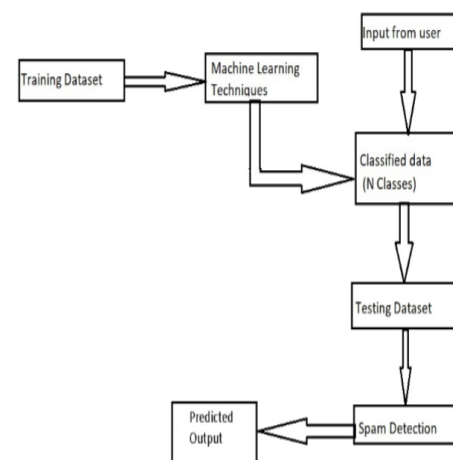 Input from user
Training Dataset
Machine Learning
Techniques
Classified data
(N Classes)
Testing Dataset
Spam Detection
Predicted
Output